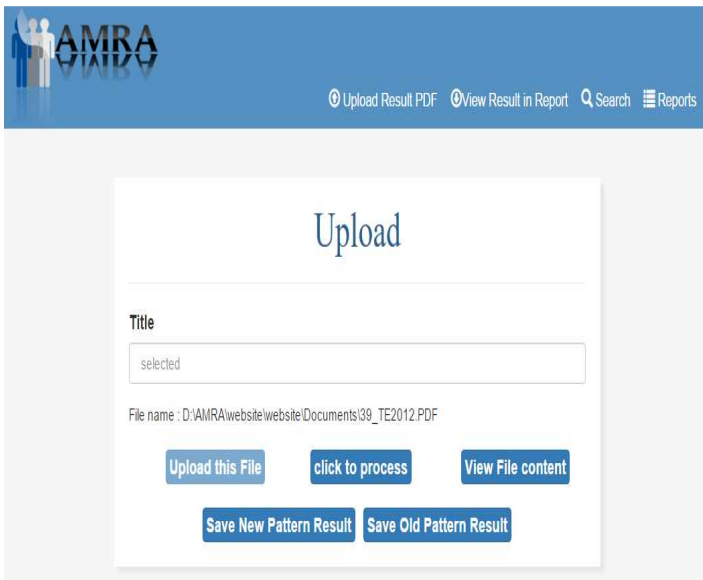 AMRA
Upload Result PDF View Result in Report Search Reports
Upload
Title
selected
File name : D:\AMRA\website\website\Documents\39_TE2012.PDF
Upload this File click to process View File content
Save New Pattern Result Save Old Pattern Result